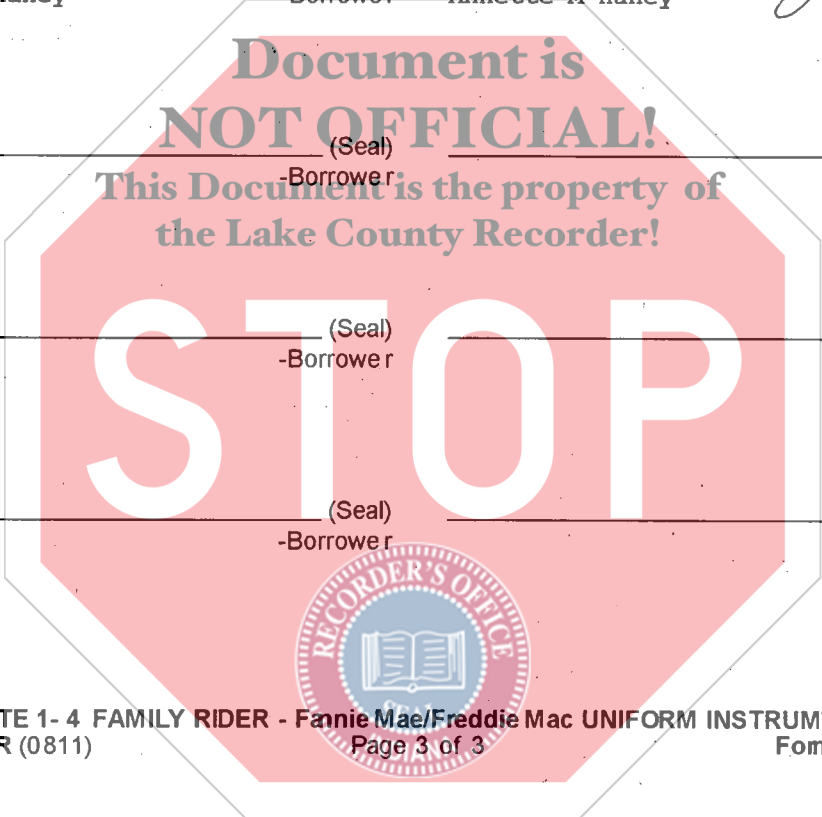 Borrower
Document is
NOT OFFICIAL!
(Seal)
-Borrower
This Document is the property of
the Lake County Recorder!
STOP
(Seal)
-Borrower
(Seal)
-Borrower
RECORDER'S OFFICE
SEAL
TE 1- 4 FAMILY RIDER - Fannie Mae/Freddie Mac UNIFORM INSTRUM
R (0811)
Page 3 of 3